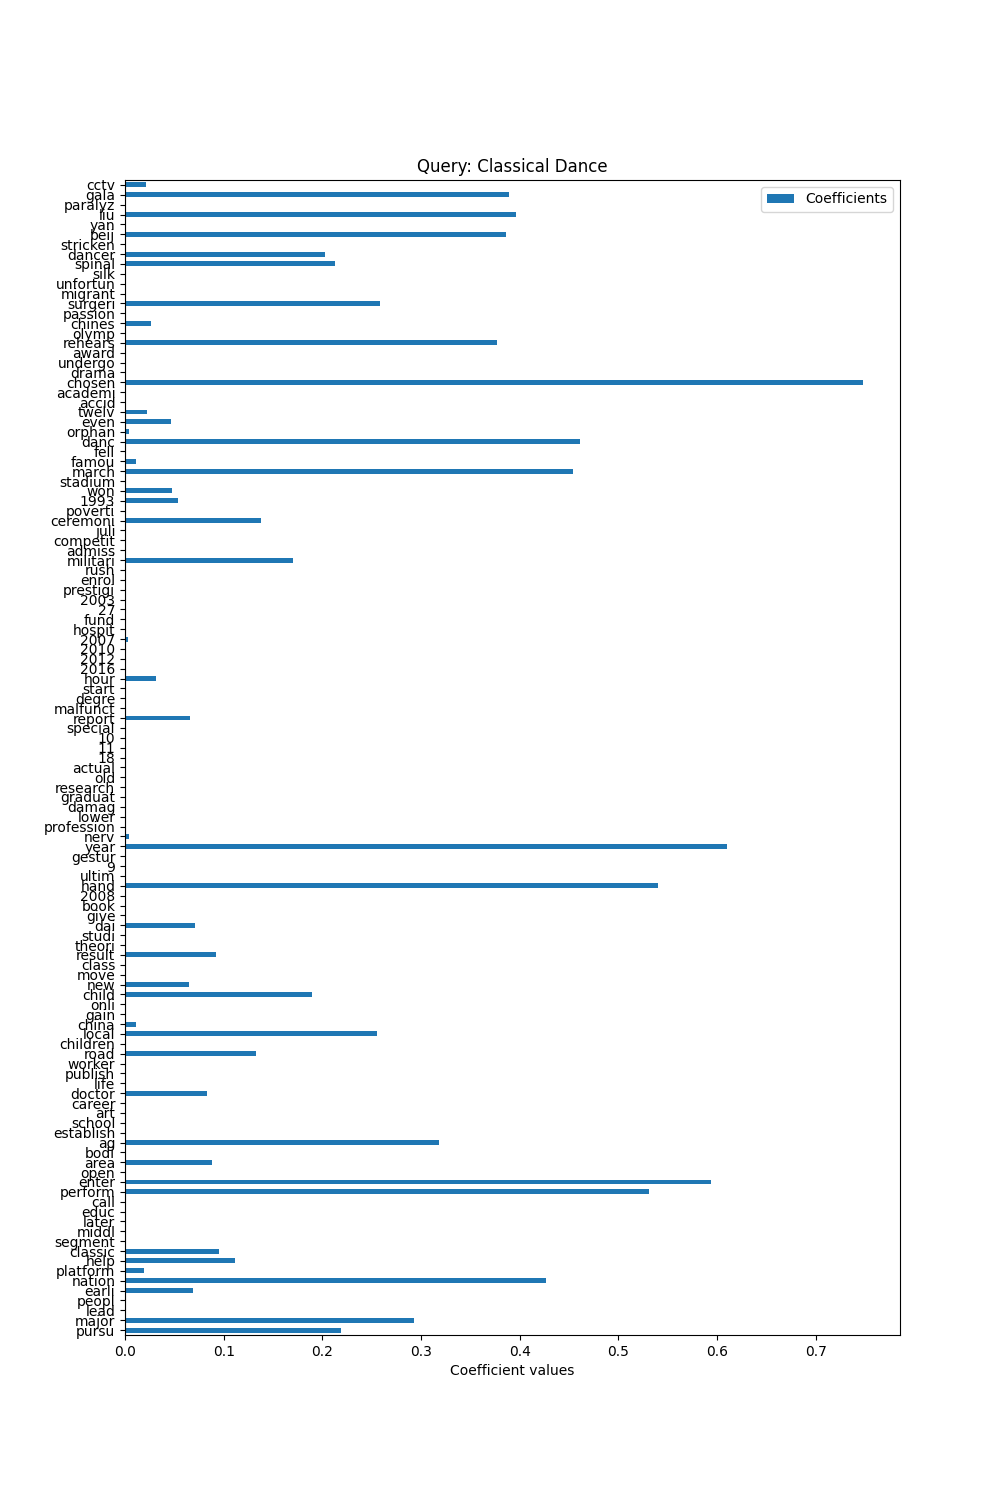 Query: Classical Dance
Coefficients
cctv
gala
paralyz
liu
yan
beij
stricken
dancer
spinal
silk
unfortun
migrant
surgeri
passion
chines
olymp
rehears
award
undergo
drama
chosen
academi
accid
twelv
even
orphan
danc
fell
famou
march
stadium
won
1993
poverti
ceremoni
juli
competit
admiss
militari
rush
enrol
prestigi
2003
27
fund
hospit
2007
2010
2012
2016
hour
start
degre
malfunct
report
special
10
11
18
actual
old
research
graduat
damag
lower
profession
nerv
year
gestur
9
ultim
hand
2008
book
give
dai
studi
theori
result
class
move
new
child
onli
gain
china
local
children
road
worker
publish
life
doctor
career
art
school
establish
ag
bodi
area
open
enter
perform
call
educ
later
middl
segment
classic
help
platform
nation
earli
peopl
lead
major
pursu
0.0 0.1 0.2 0.3 0.4 0.5 0.6 0.7
Coefficient values